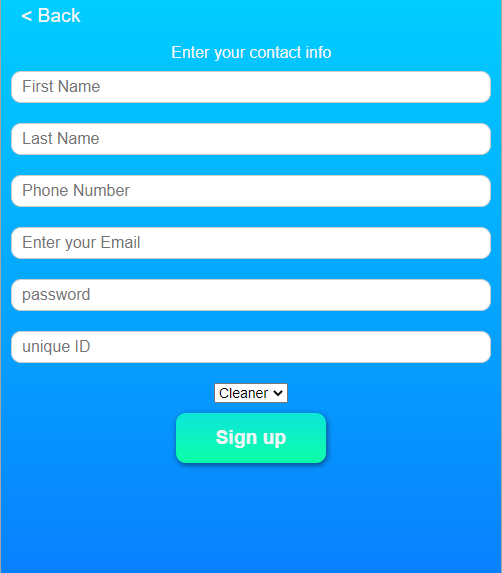 < Back
Enter your contact info
First Name
Last Name
Phone Number
Enter your Email
password
unique ID
Cleaner
Sign up